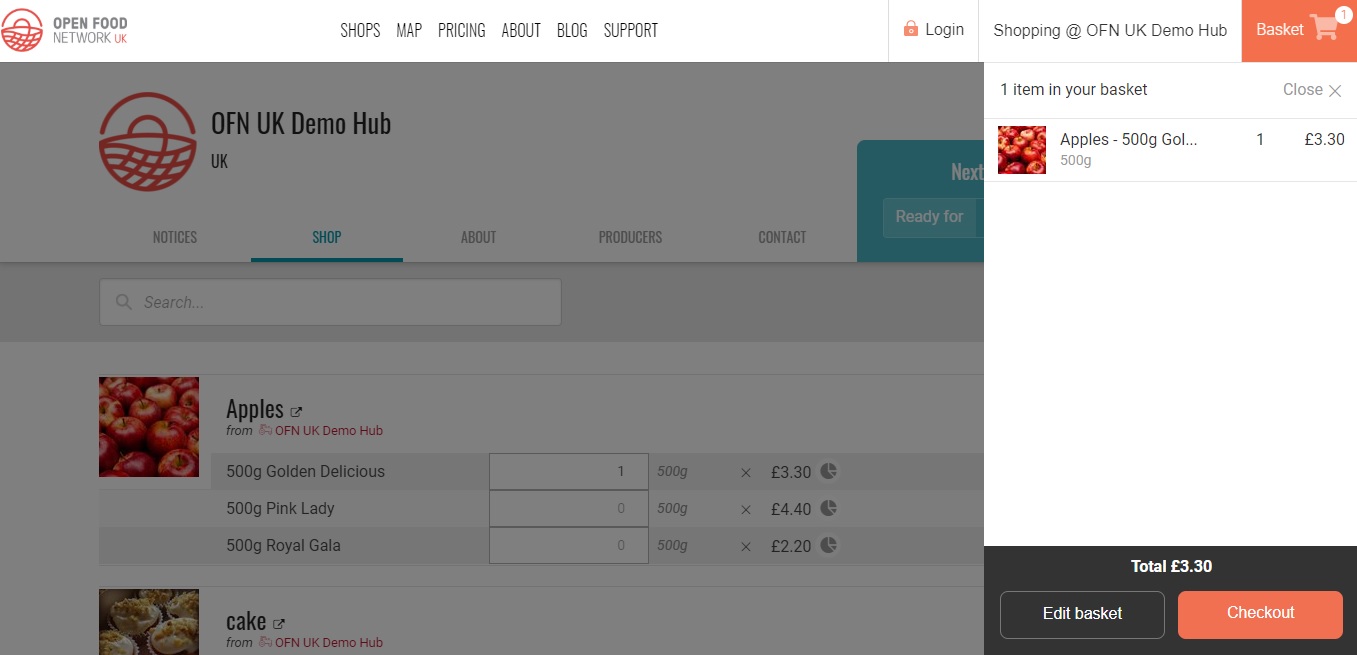 OPEN FOOD
NETWORK UK
SHOPS MAP PRICING ABOUT BLOG SUPPORT
Login
Shopping @ OFN UK Demo Hub
Basket 1
1 item in your basket
Close
Apples - 500g Gol... 1 £3.30
500g
OFN UK Demo Hub
UK
Next
Ready for
NOTICES SHOP ABOUT PRODUCERS CONTACT
Search...
Apples
from OFN UK Demo Hub
500g Golden Delicious 1 500g × £3.30
500g Pink Lady 0 500g × £4.40
500g Royal Gala 0 500g × £2.20
cake
from OFN UK Demo Hub
Total £3.30
Edit basket Checkout